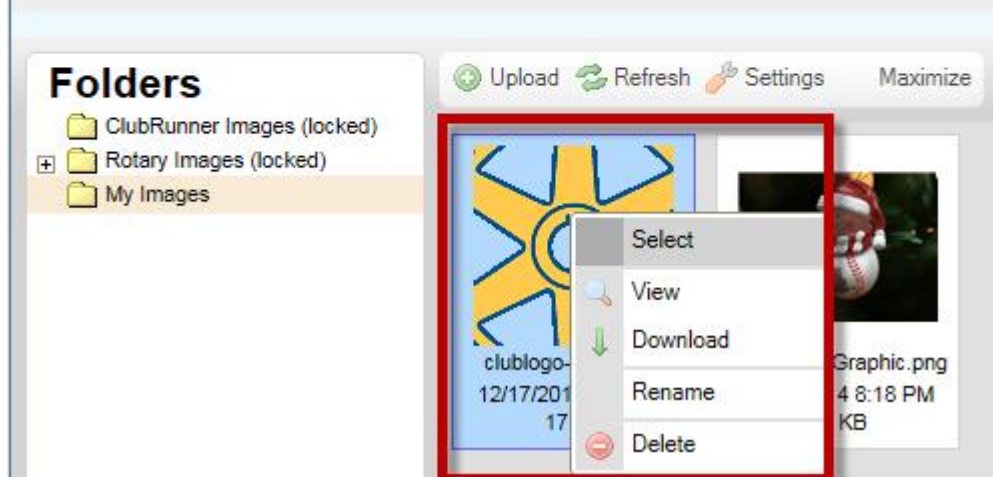 Folders
ClubRunner Images (locked)
Rotary Images (locked)
My Images
Upload Refresh Settings Maximize
Select
View
Download
Rename
Delete
clublogo-
12/17/201
17
Graphic.png
4 8:18 PM
KB